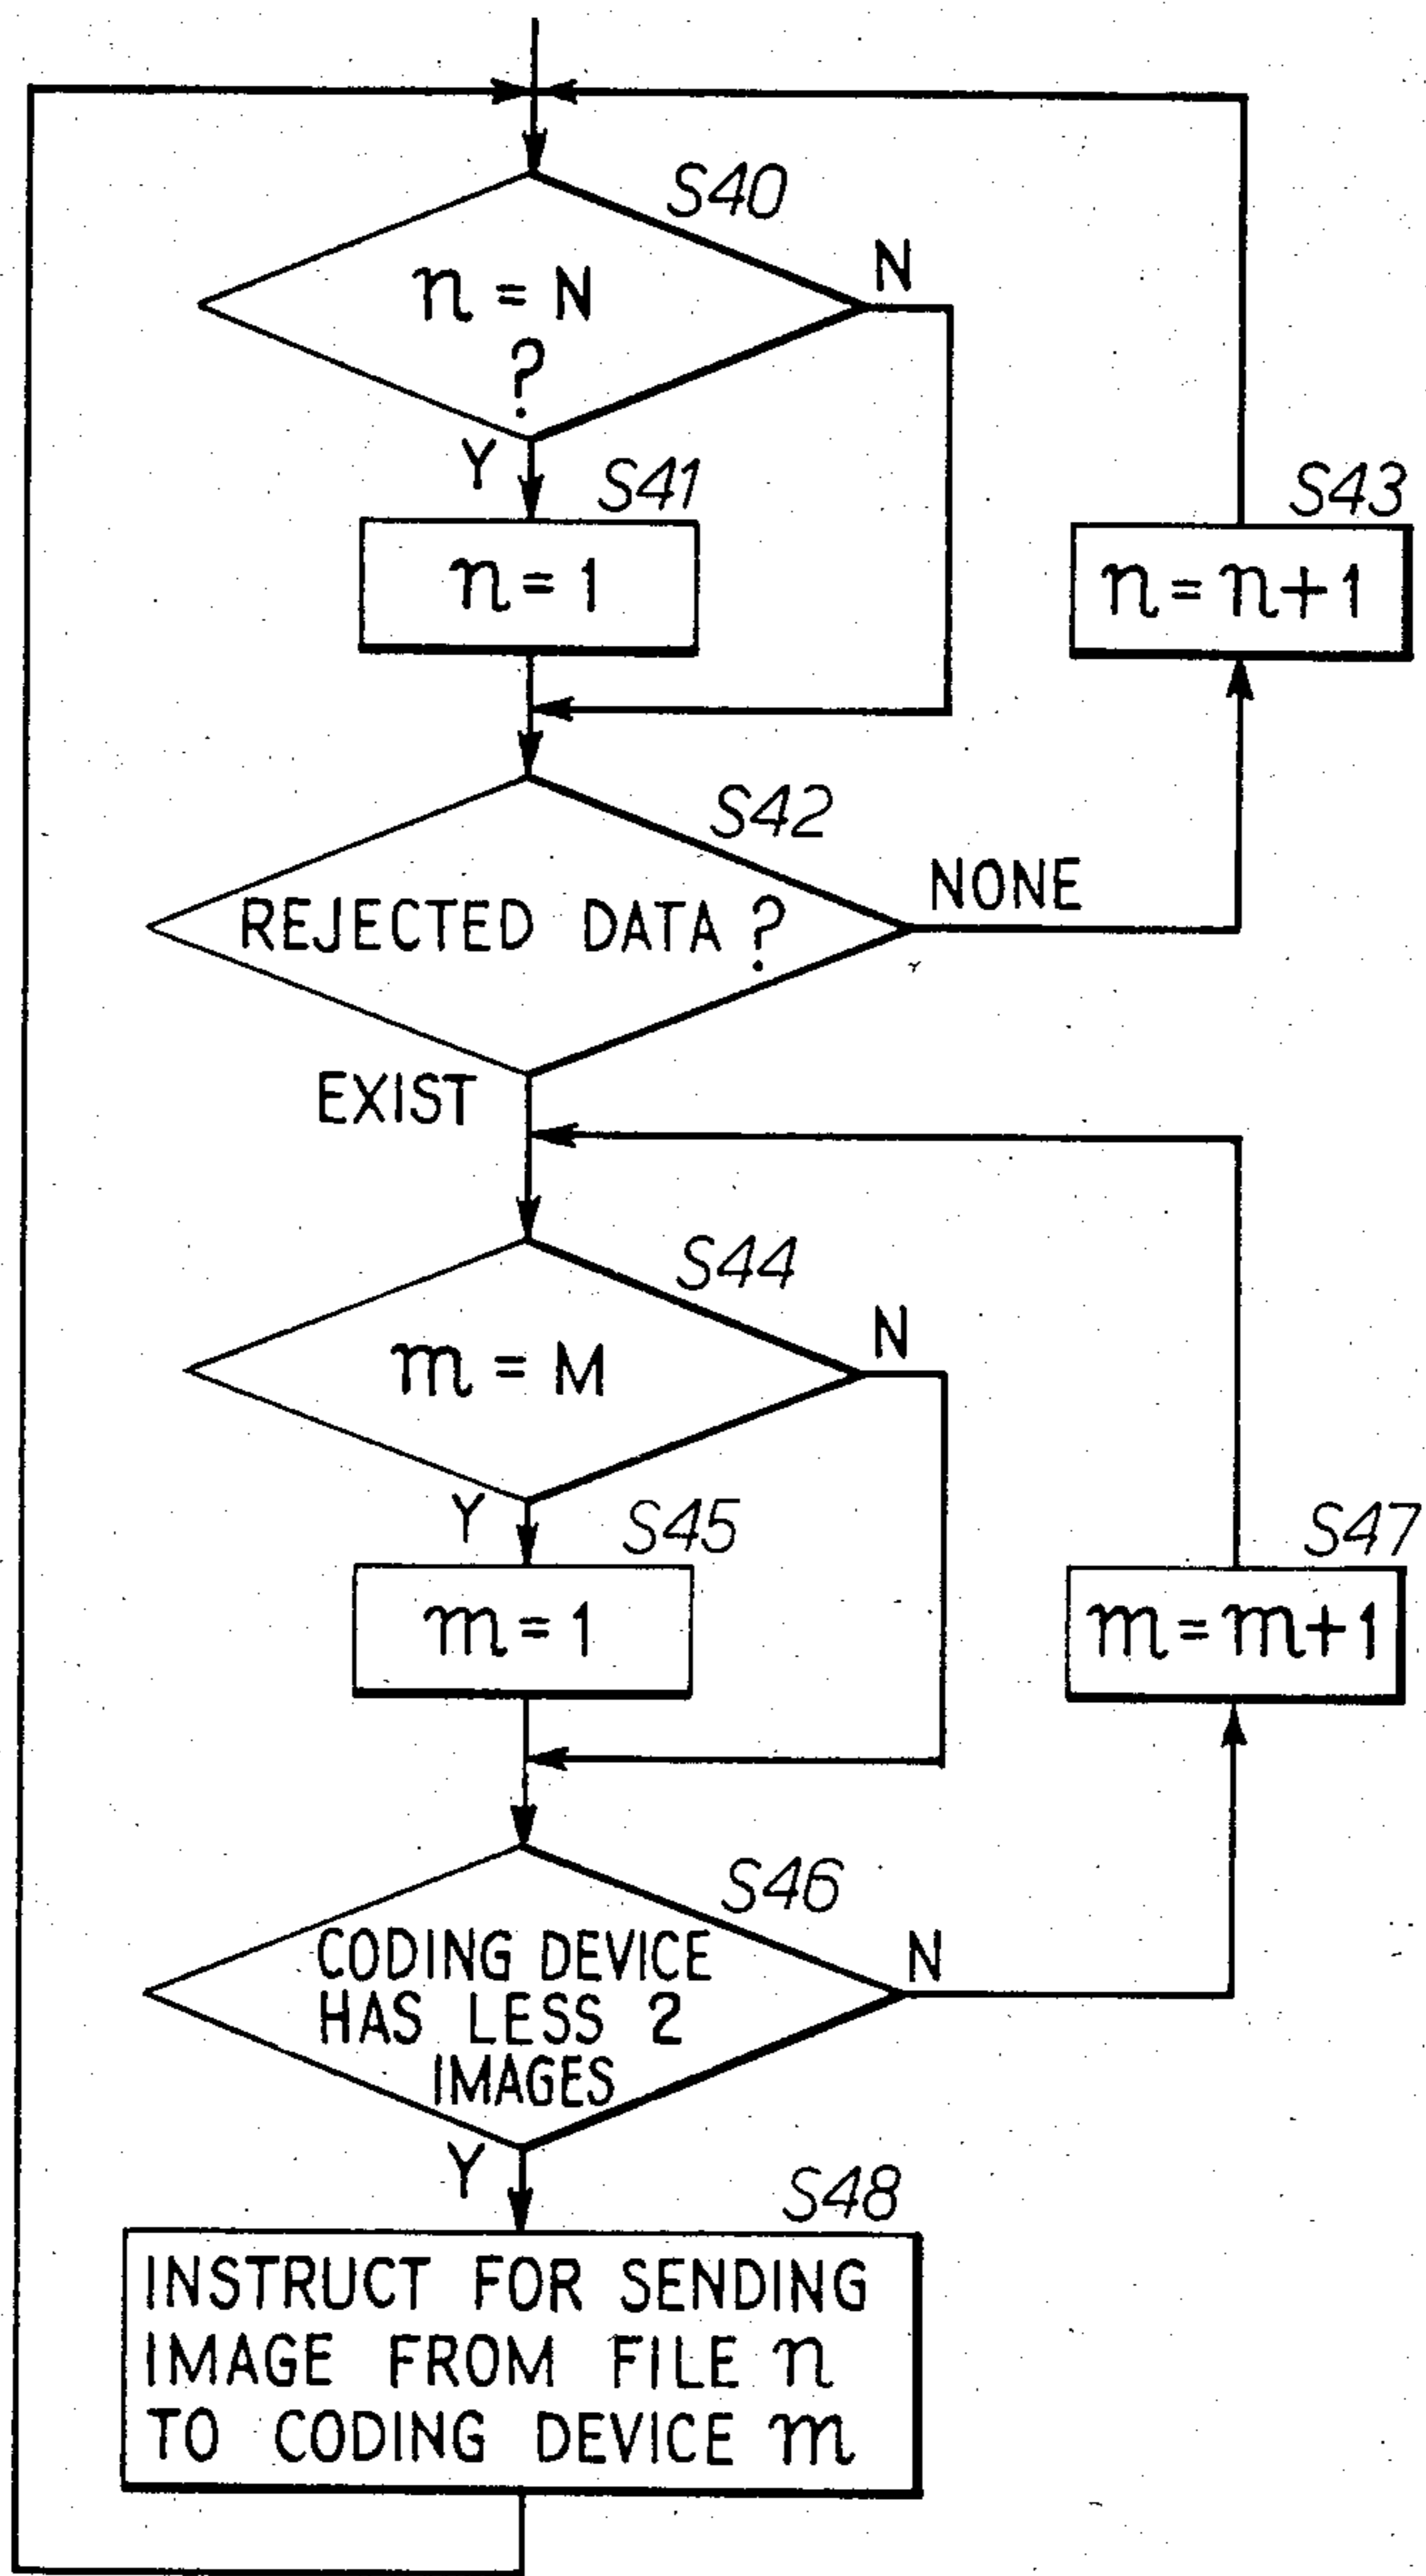 S40
n = N
?
N
Y
S41
n = 1
S43
n = n+1
S42
REJECTED DATA ?
NONE
EXIST
S44
m = M
N
Y
S45
m = 1
S47
m = m+1
S46
CODING DEVICE
HAS LESS 2
IMAGES
N
Y
S48
INSTRUCT FOR SENDING
IMAGE FROM FILE n
TO CODING DEVICE m